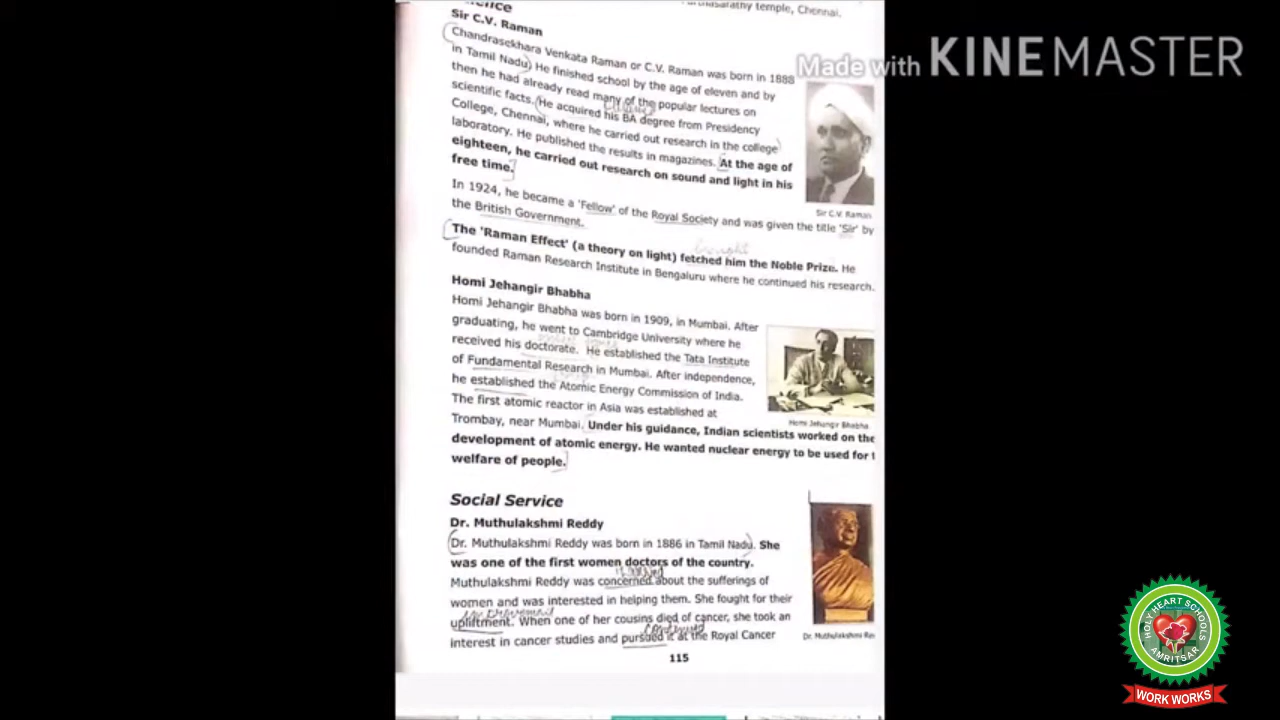 Parthasarathy temple, Chennai.
Sir C.V. Raman
Chandrasekhara Venkata Raman or C.V. Raman was born in 1888
in Tamil Nadu. He finished school by the age of eleven and by
then he had already read many of the popular lectures on
scientific facts. He acquired his BA degree from Presidency
College, Chennai, where he carried out research in the college
laboratory. He published the results in magazines. At the age of
eighteen, he carried out research on sound and light in his
free time.
Sir C.V. Raman
In 1924, he became a 'Fellow' of the Royal Society and was given the title 'Sir' by
the British Government.
brought
The 'Raman Effect' (a theory on light) fetched him the Noble Prize. He
founded Raman Research Institute in Bengaluru where he continued his research.
Homi Jehangir Bhabha
Homi Jehangir Bhabha was born in 1909, in Mumbai. After
graduating, he went to Cambridge University where he
received his doctorate. He established the Tata Institute
of Fundamental Research in Mumbai. After independence,
he established the Atomic Energy Commission of India.
The first atomic reactor in Asia was established at
Trombay, near Mumbai. Under his guidance, Indian scientists worked on the
development of atomic energy. He wanted nuclear energy to be used for t
welfare of people.
Homi Jehangir Bhabha
Social Service
Dr. Muthulakshmi Reddy
Dr. Muthulakshmi Reddy was born in 1886 in Tamil Nadu. She
was one of the first women doctors of the country.
Muthulakshmi Reddy was concerned about the sufferings of
women and was interested in helping them. She fought for their
upliftment. When one of her cousins died of cancer, she took an
continued
interest in cancer studies and pursued it at the Royal Cancer
Dr. Muthulakshmi Re
115
Made with KINEMASTER
HOLY HEART SCHOOLS
AMRITSAR
WORK WORKS